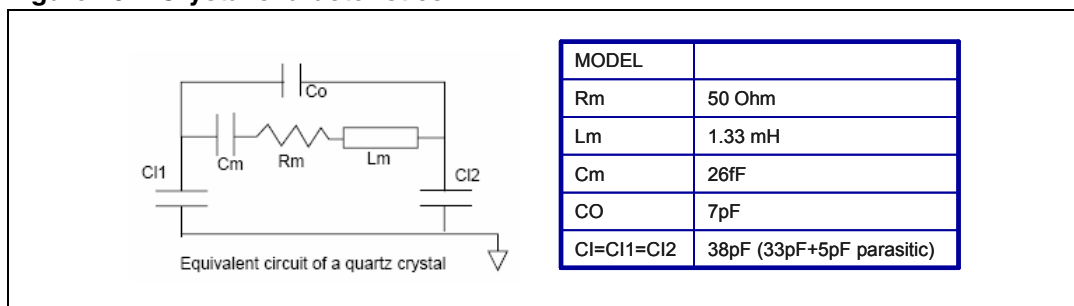 Co
Cm
Rm
Lm
Cl1
Cl2
Equivalent circuit of a quartz crystal
MODEL
Rm 50 Ohm
Lm 1.33 mH
Cm 26fF
CO 7pF
Cl=Cl1=Cl2 38pF (33pF+5pF parasitic)